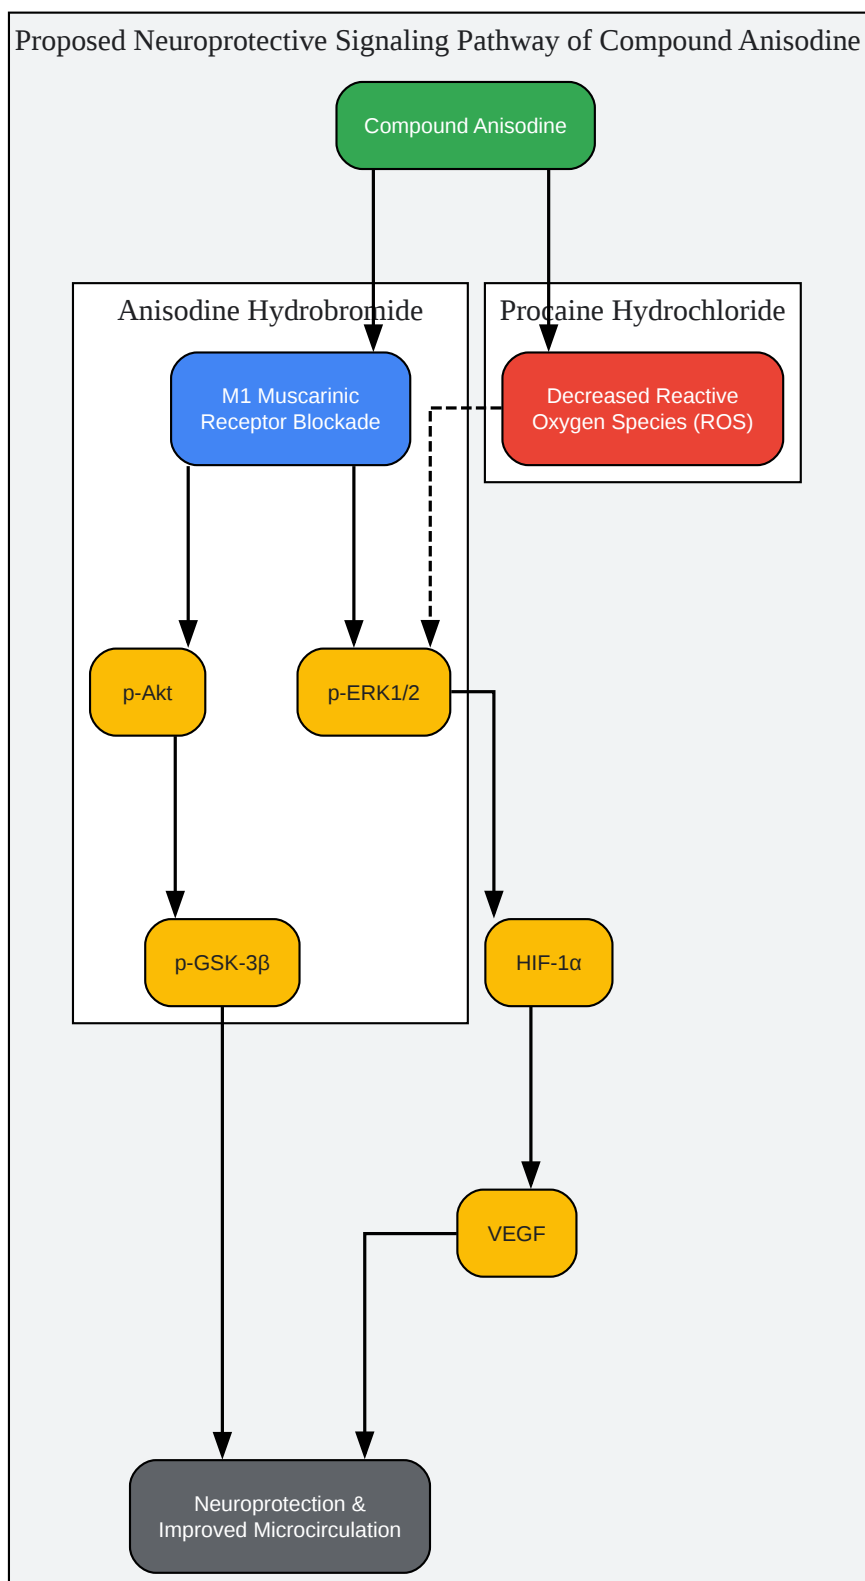 Proposed Neuroprotective Signaling Pathway of Compound Anisodine
Compound Anisodine
Anisodine Hydrobromide
Procaine Hydrochloride
M1 Muscarinic
Receptor Blockade
Decreased Reactive
Oxygen Species (ROS)
p-Akt
p-ERK1/2
p-GSK-3β
HIF-1α
VEGF
Neuroprotection &
Improved Microcirculation